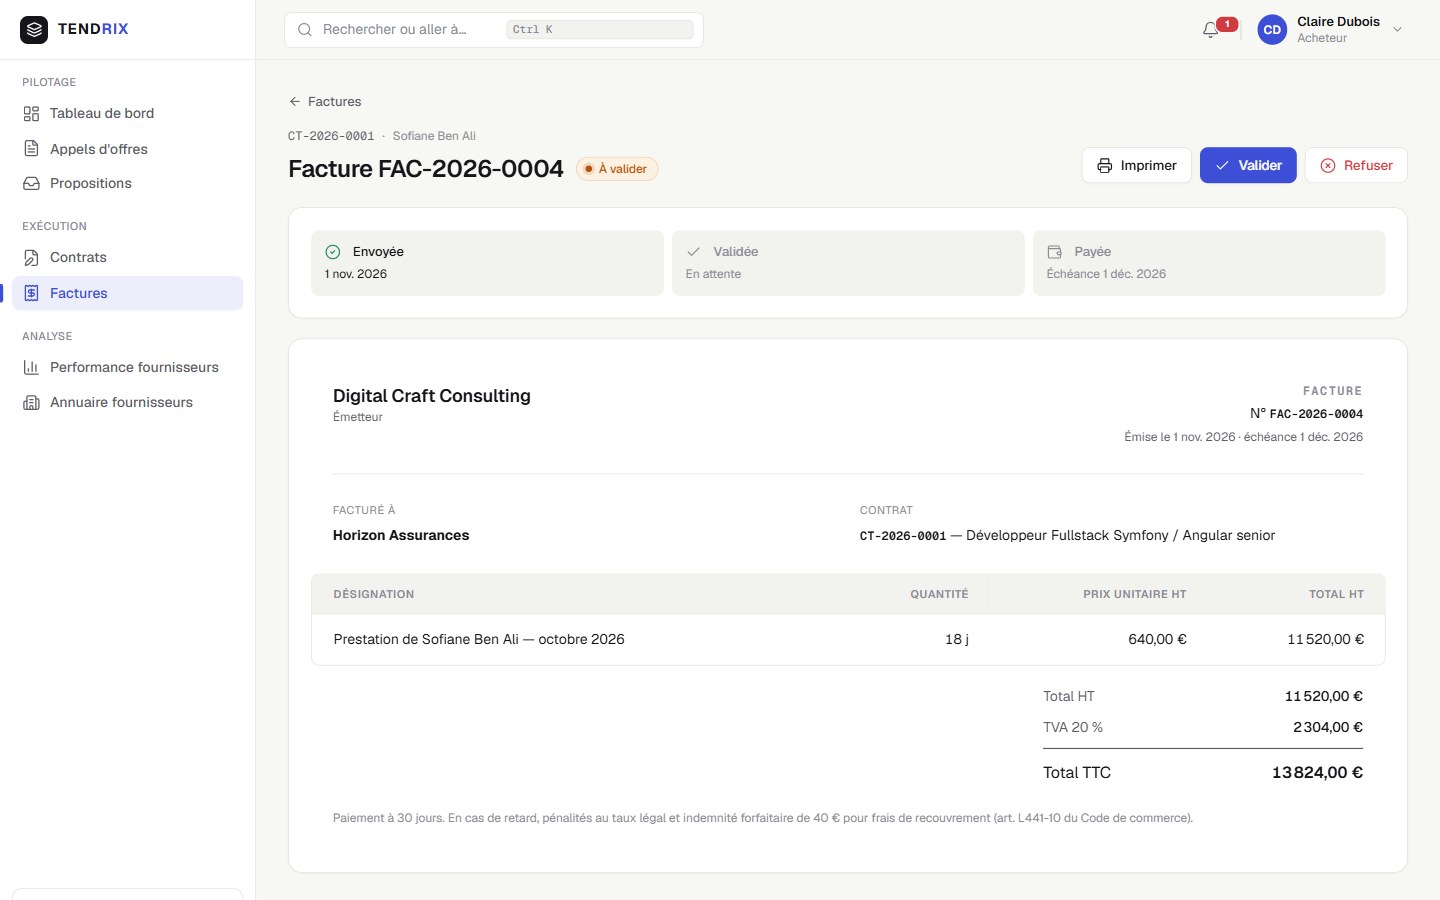 TENDRIX
Rechercher ou aller à…
Ctrl K
1
CD
Claire Dubois
Acheteur
PILOTAGE
Tableau de bord
Appels d'offres
Propositions
EXÉCUTION
Contrats
Factures
ANALYSE
Performance fournisseurs
Annuaire fournisseurs
Factures
CT-2026-0001 · Sofiane Ben Ali
Facture FAC-2026-0004
À valider
Imprimer
Valider
Refuser
Envoyée
1 nov. 2026
Validée
En attente
Payée
Échéance 1 déc. 2026
Digital Craft Consulting
Émetteur
FACTURE
N° FAC-2026-0004
Émise le 1 nov. 2026 · échéance 1 déc. 2026
FACTURÉ À
Horizon Assurances
CONTRAT
CT-2026-0001 — Développeur Fullstack Symfony / Angular senior
DÉSIGNATION QUANTITÉ PRIX UNITAIRE HT TOTAL HT
Prestation de Sofiane Ben Ali — octobre 2026 18 j 640,00 € 11 520,00 €
Total HT 11 520,00 €
TVA 20 % 2 304,00 €
Total TTC 13 824,00 €
Paiement à 30 jours. En cas de retard, pénalités au taux légal et indemnité forfaitaire de 40 € pour frais de recouvrement (art. L441-10 du Code de commerce).